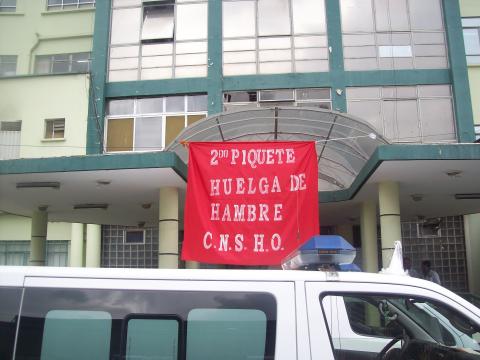 2DO PIQUETE
HUELGA DE
HAMBRE
C.N.S.H.O.